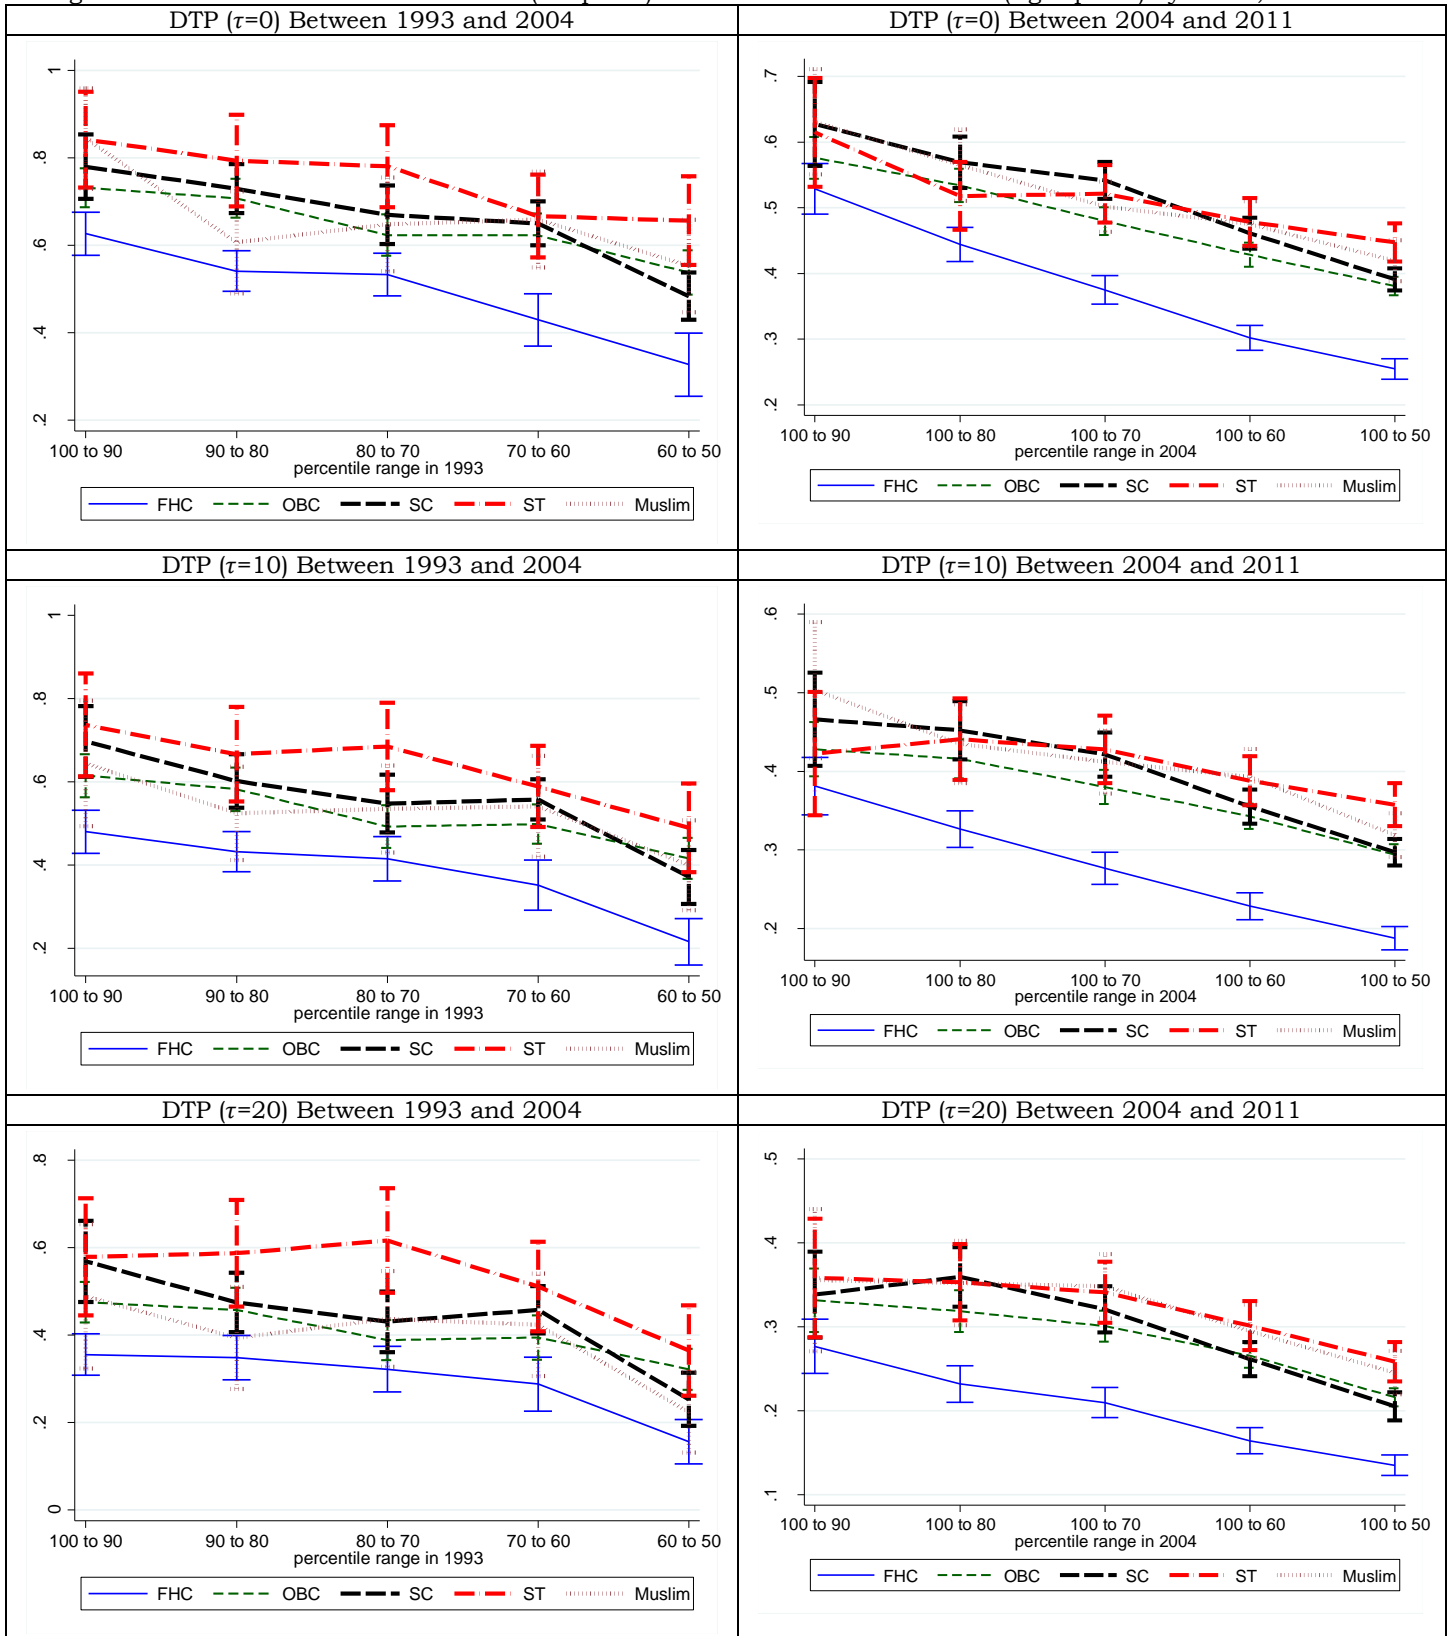 DTP (τ=0) Between 1993 and 2004
DTP (τ=0) Between 2004 and 2011
1
.8
.6
.4
.2
100 to 90 90 to 80 80 to 70 70 to 60 60 to 50
percentile range in 1993
FHC OBC SC ST Muslim
.7
.6
.5
.4
.3
.2
100 to 90 100 to 80 100 to 70 100 to 60 100 to 50
percentile range in 2004
FHC OBC SC ST Muslim
DTP (τ=10) Between 1993 and 2004
DTP (τ=10) Between 2004 and 2011
1
.8
.6
.4
.2
100 to 90 90 to 80 80 to 70 70 to 60 60 to 50
percentile range in 1993
FHC OBC SC ST Muslim
.6
.5
.4
.3
.2
100 to 90 100 to 80 100 to 70 100 to 60 100 to 50
percentile range in 2004
FHC OBC SC ST Muslim
DTP (τ=20) Between 1993 and 2004
DTP (τ=20) Between 2004 and 2011
.8
.6
.4
.2
0
100 to 90 90 to 80 80 to 70 70 to 60 60 to 50
percentile range in 1993
FHC OBC SC ST Muslim
.5
.4
.3
.2
.1
100 to 90 100 to 80 100 to 70 100 to 60 100 to 50
percentile range in 2004
FHC OBC SC ST Muslim